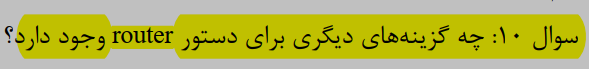 سوال ۱۰: چه گزینه‌های دیگری برای دستور router وجود دارد؟